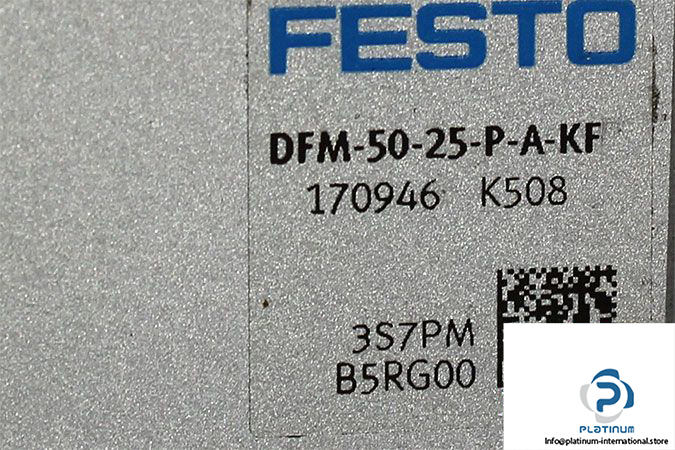 FESTO
DFM-50-25-P-A-KF
170946 K508
3S7PM
B5RG00
PLATINUM
Info@platinum-international.store